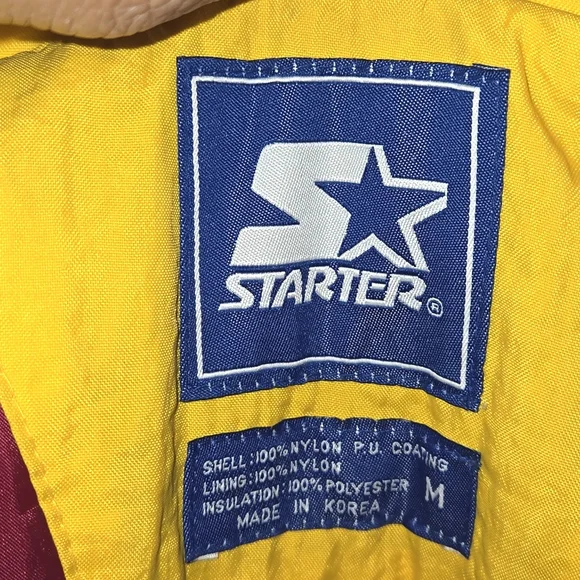 S
STARTER®
SHELL:100% NYLON P.U. COATING
LINING:100% NYLON
INSULATION:100% POLYESTER M
MADE IN KOREA